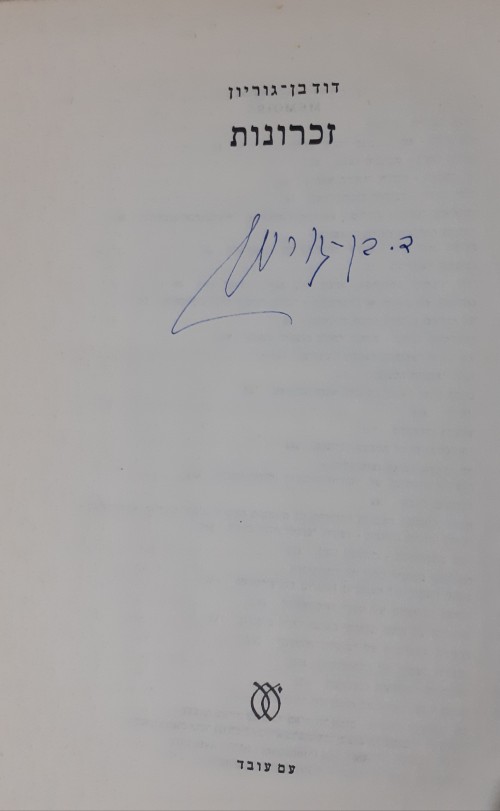 דוד בן־גוריון
זכרונות
ד. בן-גוריון
עם עובד